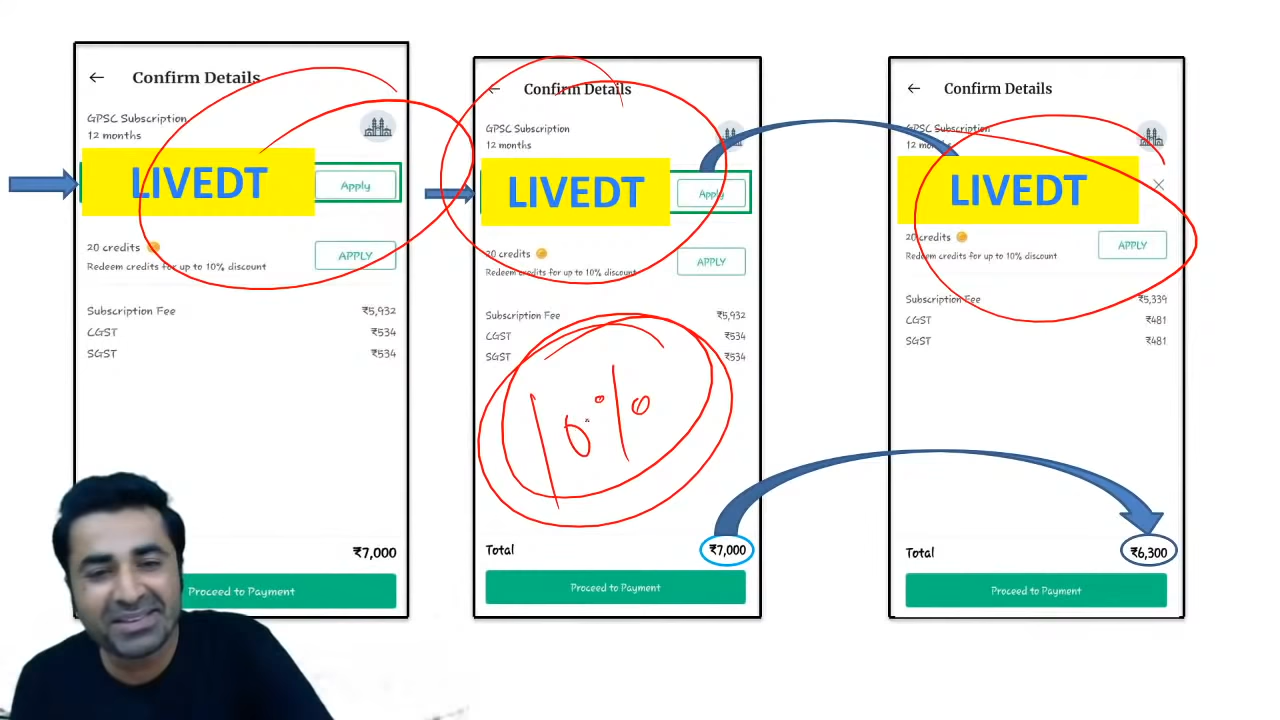 Confirm Details
GPSC Subscription
12 months
LIVEDT
Apply
20 credits
APPLY
Redeem credits for up to 10% discount
Subscription Fee ₹5,932
CGST ₹534
SGST ₹534
₹7,000
Proceed to Payment
Confirm Details
GPSC Subscription
12 months
LIVEDT
Apply
20 credits
APPLY
Redeem credits for up to 10% discount
Subscription Fee ₹5,932
CGST ₹534
SGST ₹534
10%
Total ₹7,000
Proceed to Payment
Confirm Details
GPSC Subscription
12 months
LIVEDT
20 credits
APPLY
Redeem credits for up to 10% discount
Subscription Fee ₹5,339
CGST ₹481
SGST ₹481
Total ₹6,300
Proceed to Payment